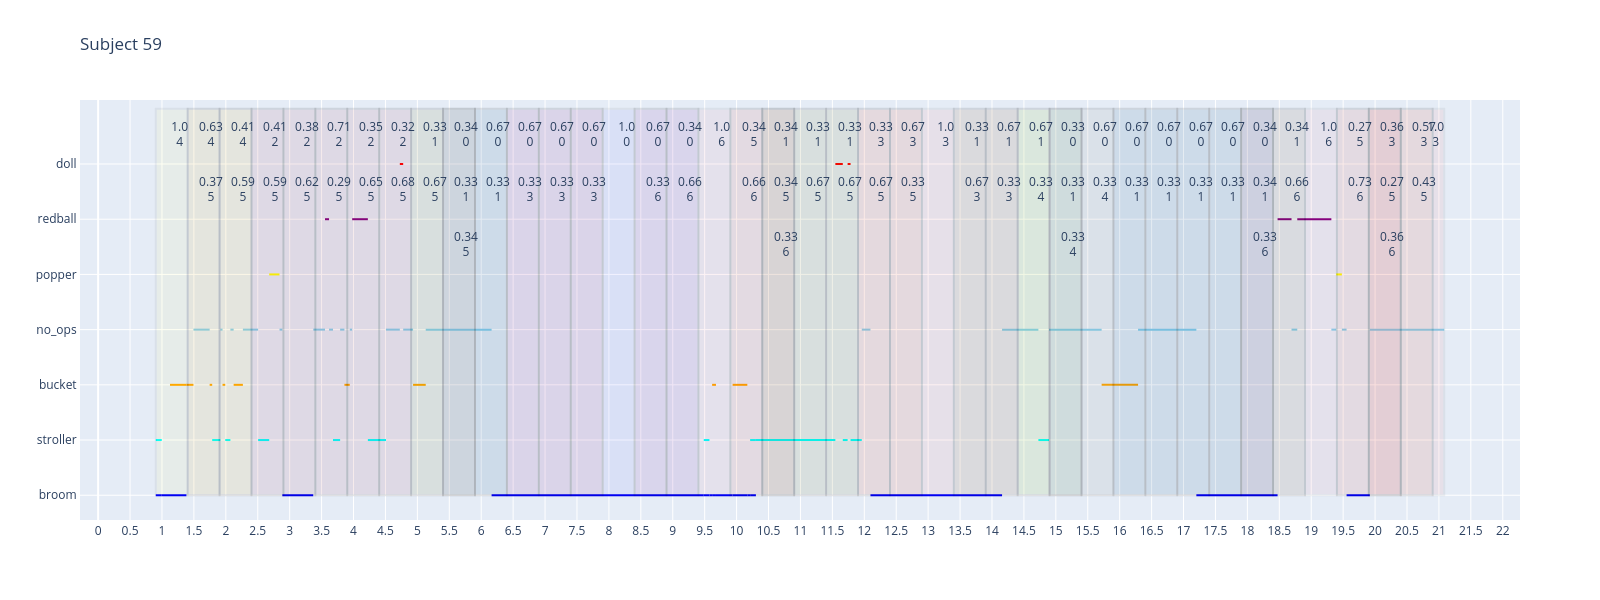 Subject 59
1.0 0.63 0.41 0.41 0.38 0.71 0.35 0.32 0.33 0.34 0.67 0.67 0.67 0.67 1.0 0.67 0.34 1.0 0.34 0.34 0.33 0.33 0.33 0.67 1.0 0.33 0.67 0.67 0.33 0.67 0.67 0.67 0.67 0.67 0.34 0.34 1.0 0.27 0.36 1.0
4 4 4 2 2 2 2 2 1 0 0 0 0 0 0 0 0 6 5 1 1 1 3 3 3 1 1 1 0 0 0 0 0 0 0 1 6 5 3 3 3
doll
0.37 0.59 0.59 0.62 0.29 0.65 0.68 0.67 0.33 0.33 0.33 0.33 0.33 0.33 0.66 0.66 0.34 0.67 0.67 0.67 0.33 0.67 0.33 0.33 0.33 0.33 0.33 0.33 0.33 0.33 0.34 0.66 0.73 0.27 0.43
5 5 5 5 5 5 5 5 1 1 3 3 3 6 6 6 5 5 5 5 5 3 3 4 1 4 1 1 1 1 1 6 6 5 5
redball
0.34 0.33 0.33 0.33 0.36
5 6 4 6 6
popper
no_ops
bucket
stroller
broom
0 0.5 1 1.5 2 2.5 3 3.5 4 4.5 5 5.5 6 6.5 7 7.5 8 8.5 9 9.5 10 10.5 11 11.5 12 12.5 13 13.5 14 14.5 15 15.5 16 16.5 17 17.5 18 18.5 19 19.5 20 20.5 21 21.5 22